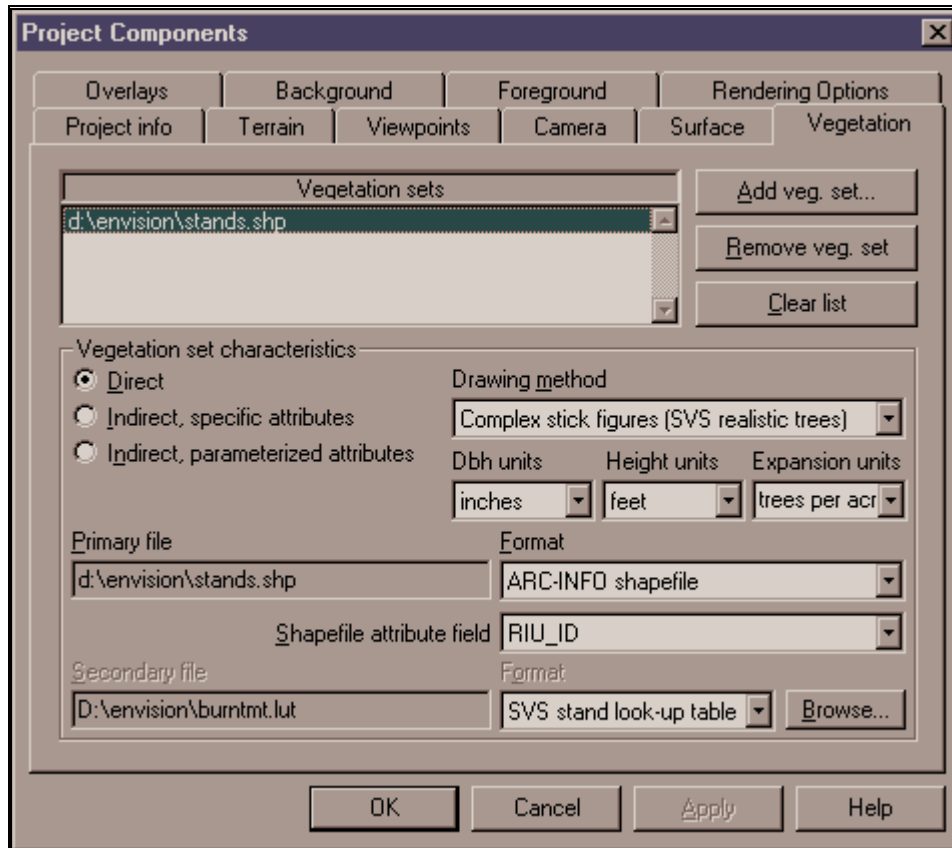 Project Components
Overlays Background Foreground Rendering Options
Project info Terrain Viewpoints Camera Surface Vegetation
Vegetation sets
d:\envision\stands.shp
Add veg. set...
Remove veg. set
Clear list
Vegetation set characteristics
Direct
Indirect, specific attributes
Indirect, parameterized attributes
Drawing method
Complex stick figures (SVS realistic trees)
Dbh units Height units Expansion units
inches feet trees per acr
Primary file Format
d:\envision\stands.shp ARC-INFO shapefile
Shapefile attribute field RIU_ID
Secondary file Format
D:\envision\burntmt.lut SVS stand look-up table Browse...
OK Cancel Apply Help